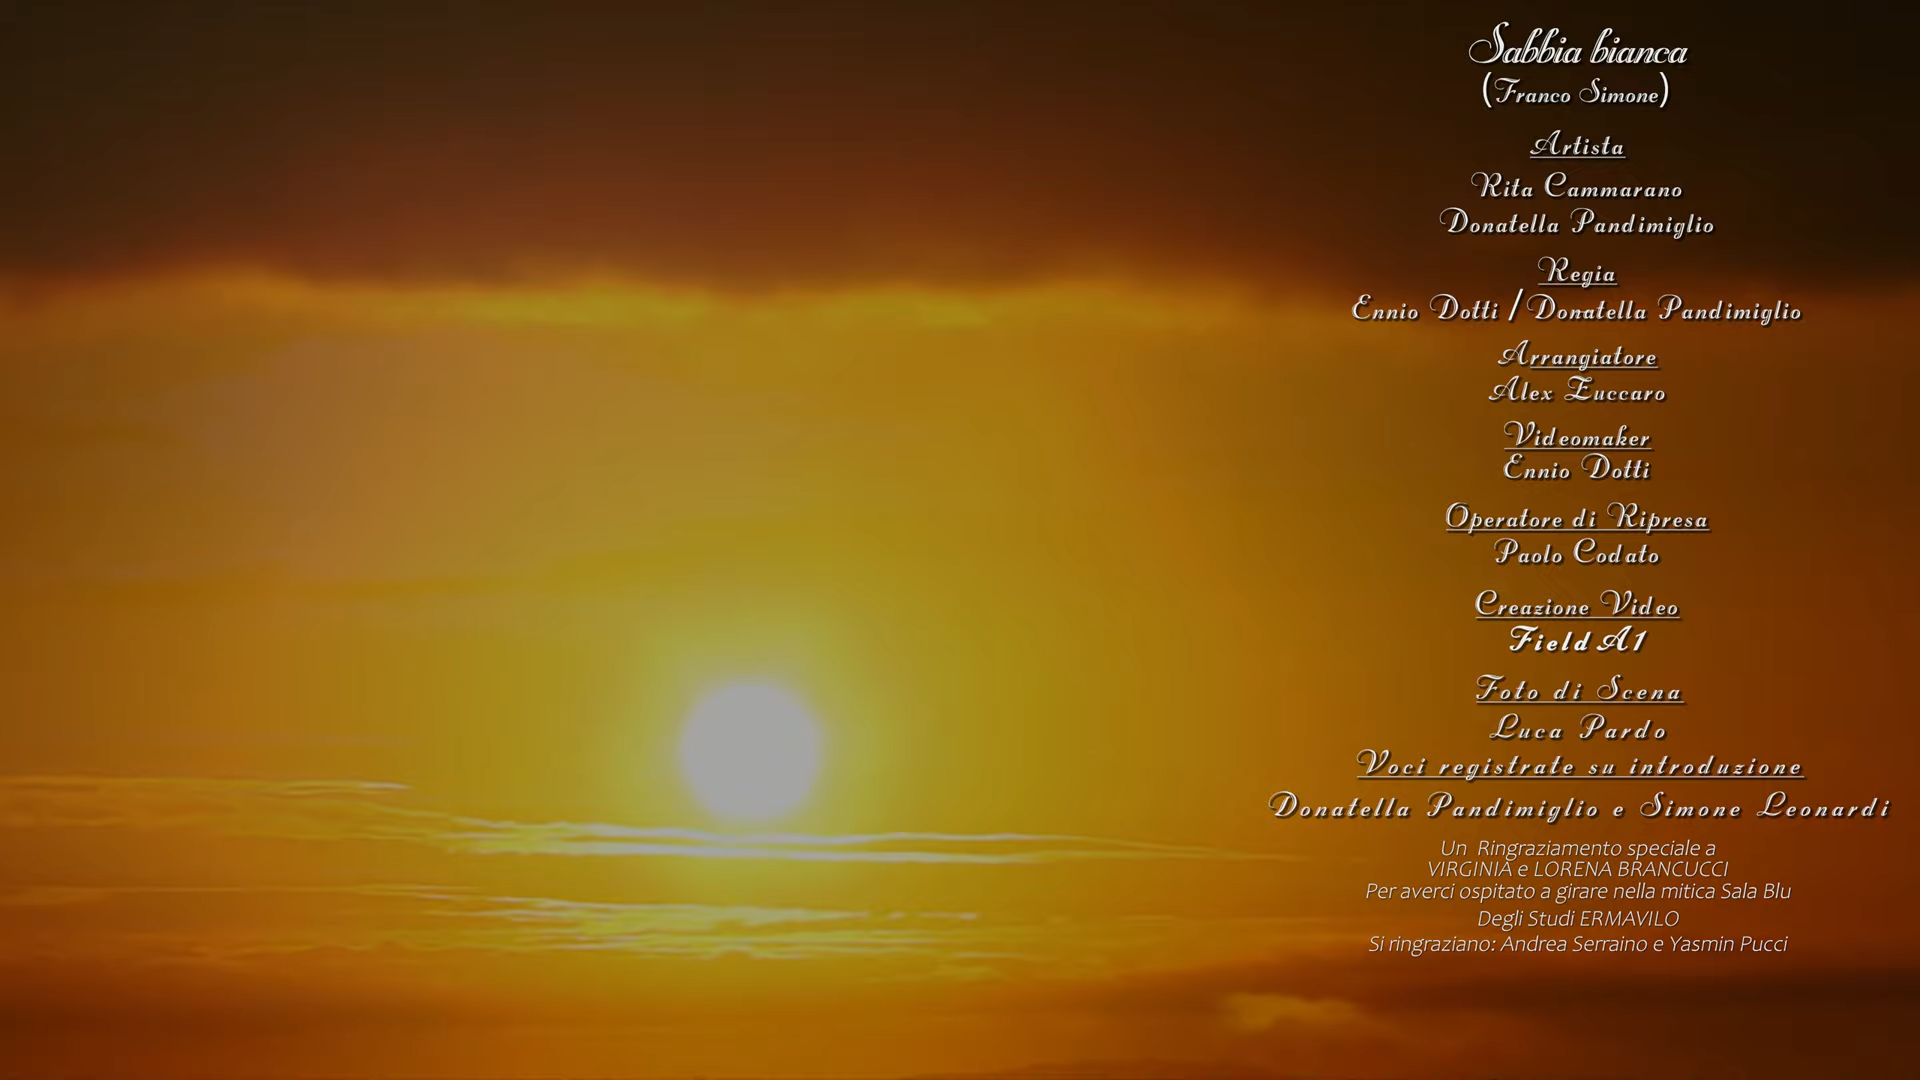 Sabbia bianca
(Franco Simone)
Artista
Rita Cammarano
Donatella Pandimiglio
Regia
Ennio Dotti / Donatella Pandimiglio
Arrangiatore
Alex Zuccaro
Videomaker
Ennio Dotti
Operatore di Ripresa
Paolo Codato
Creazione Video
Field A1
Foto di Scena
Luca Pardo
Voci registrate su introduzione
Donatella Pandimiglio e Simone Leonardi
Un Ringraziamento speciale a
VIRGINIA e LORENA BRANCUCCI
Per averci ospitato a girare nella mitica Sala Blu
Degli Studi ERMAVILO
Si ringraziano: Andrea Serraino e Yasmin Pucci